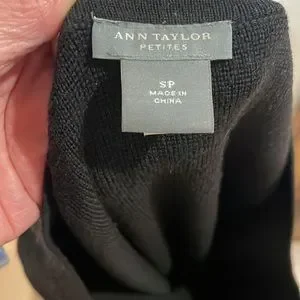 ANN TAYLOR
PETITES
SP
MADE IN
CHINA